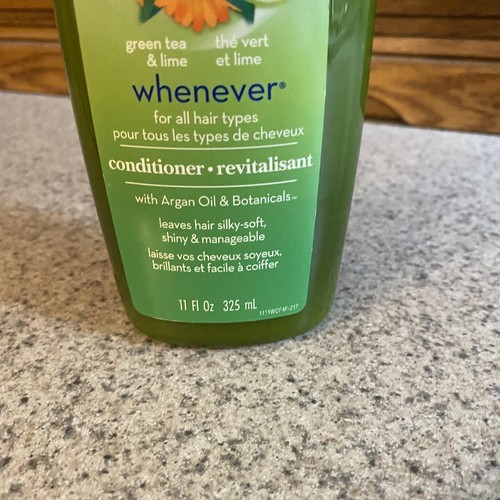 green tea thé vert
& lime et lime
whenever®
for all hair types
pour tous les types de cheveux
conditioner • revitalisant
with Argan Oil & Botanicals™
leaves hair silky-soft,
shiny & manageable
laisse vos cheveux soyeux,
brillants et facile à coiffer
11 Fl Oz 325 mL